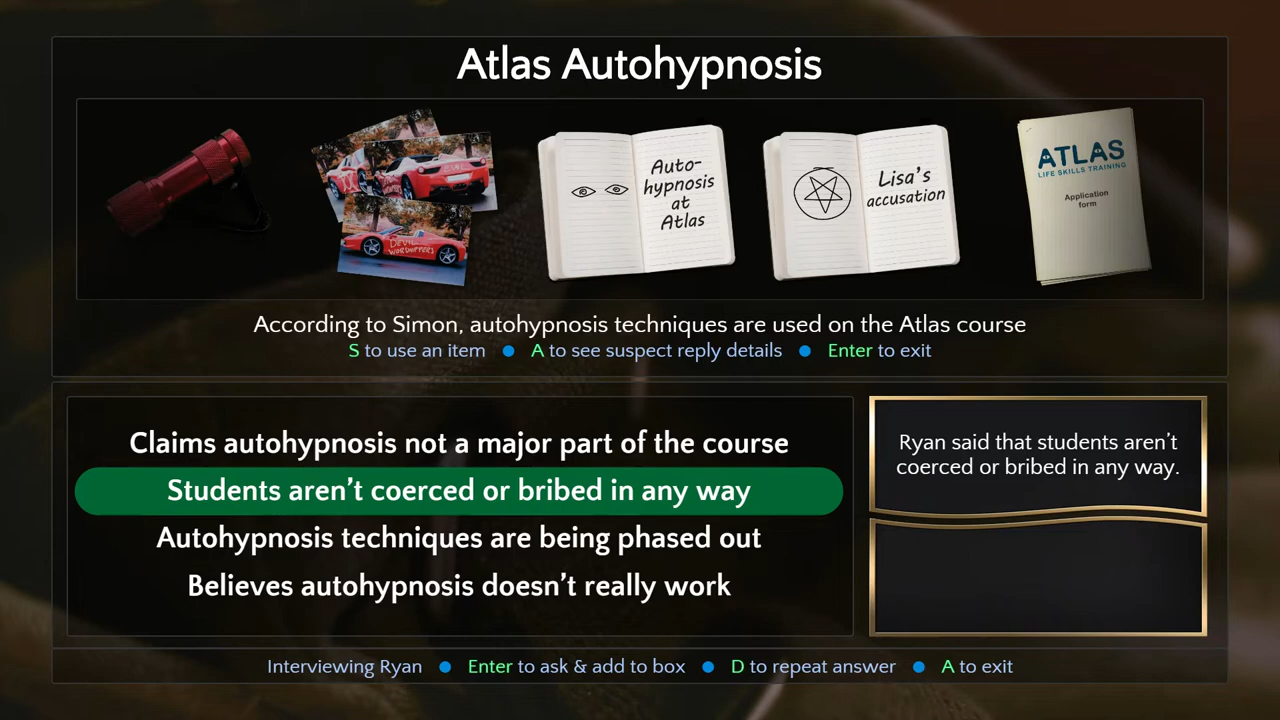 Atlas Autohypnosis
DEVIL
WORSHIPPERS
Auto-
hypnosis
at
Atlas
Lisa's
accusation
ATLAS
LIFE SKILLS TRAINING
Application
form
According to Simon, autohypnosis techniques are used on the Atlas course
S to use an item ● A to see suspect reply details ● Enter to exit
Claims autohypnosis not a major part of the course
Students aren't coerced or bribed in any way
Autohypnosis techniques are being phased out
Believes autohypnosis doesn't really work
Ryan said that students aren't
coerced or bribed in any way.
Interviewing Ryan ● Enter to ask & add to box ● D to repeat answer ● A to exit